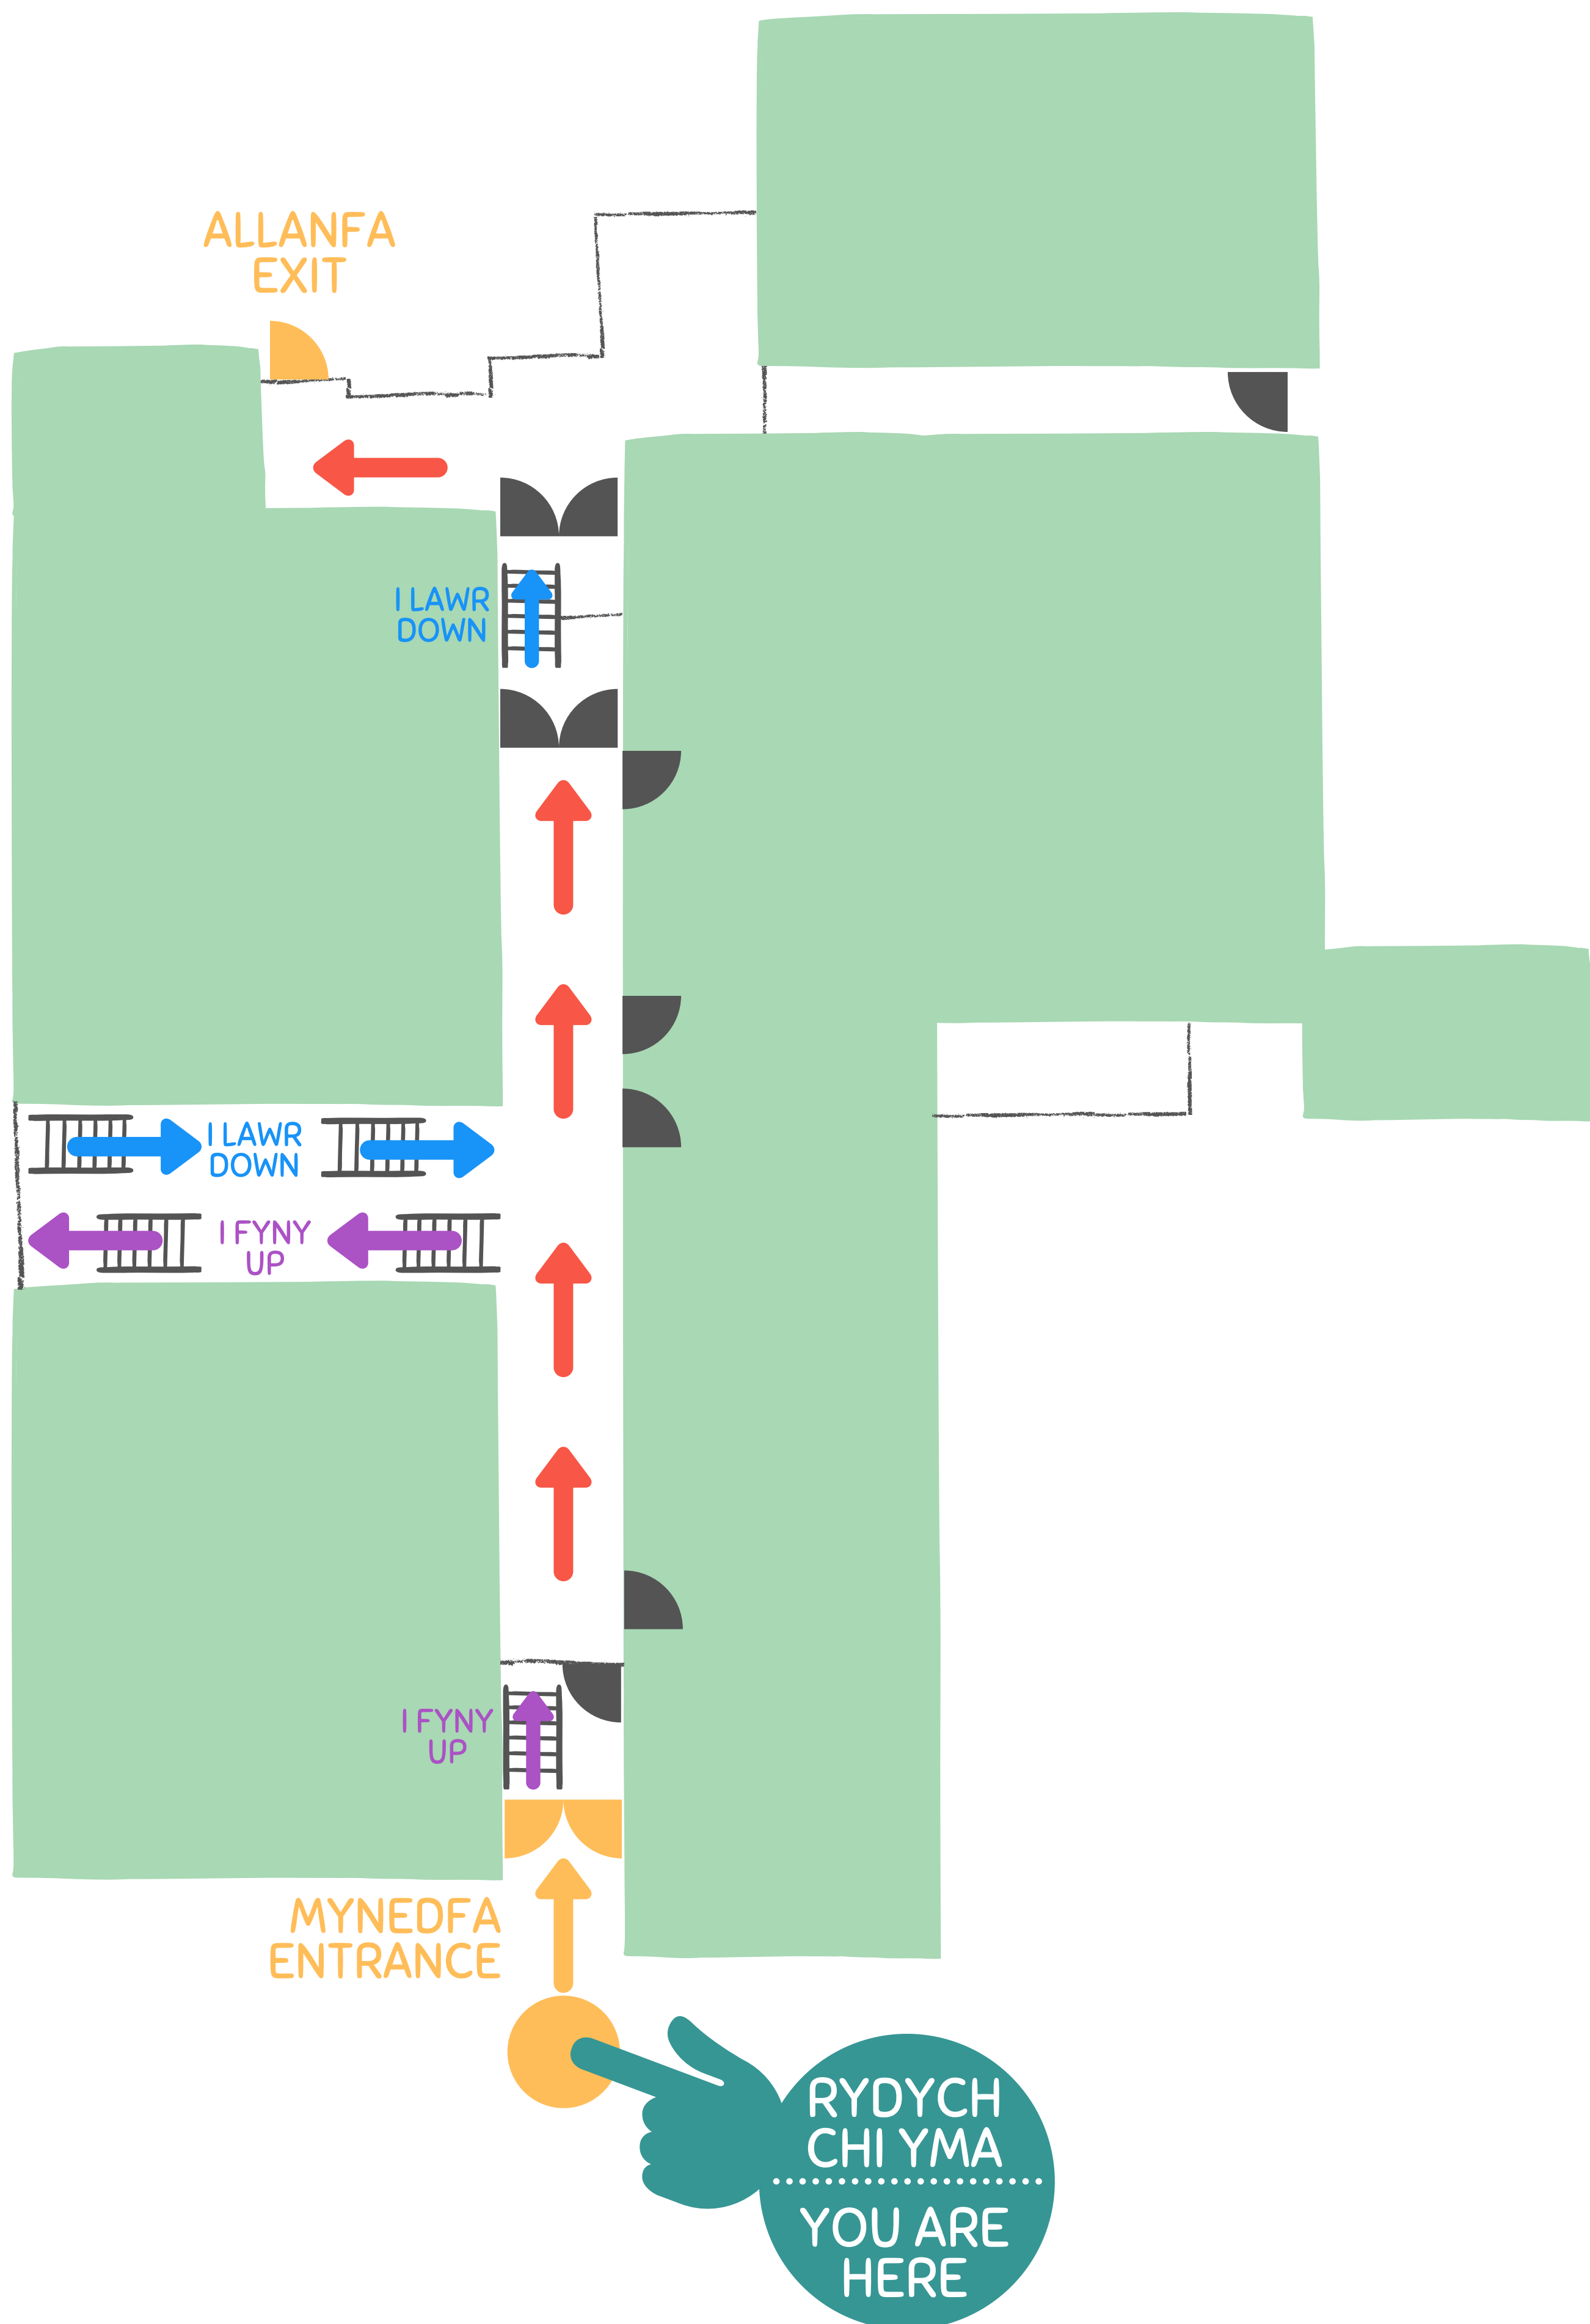 ALLANFA
EXIT
I LAWR
DOWN
I LAWR
DOWN
I FYNY
UP
I FYNY
UP
MYNEDFA
ENTRANCE
RYDYCH
CHI YMA
YOU ARE
HERE